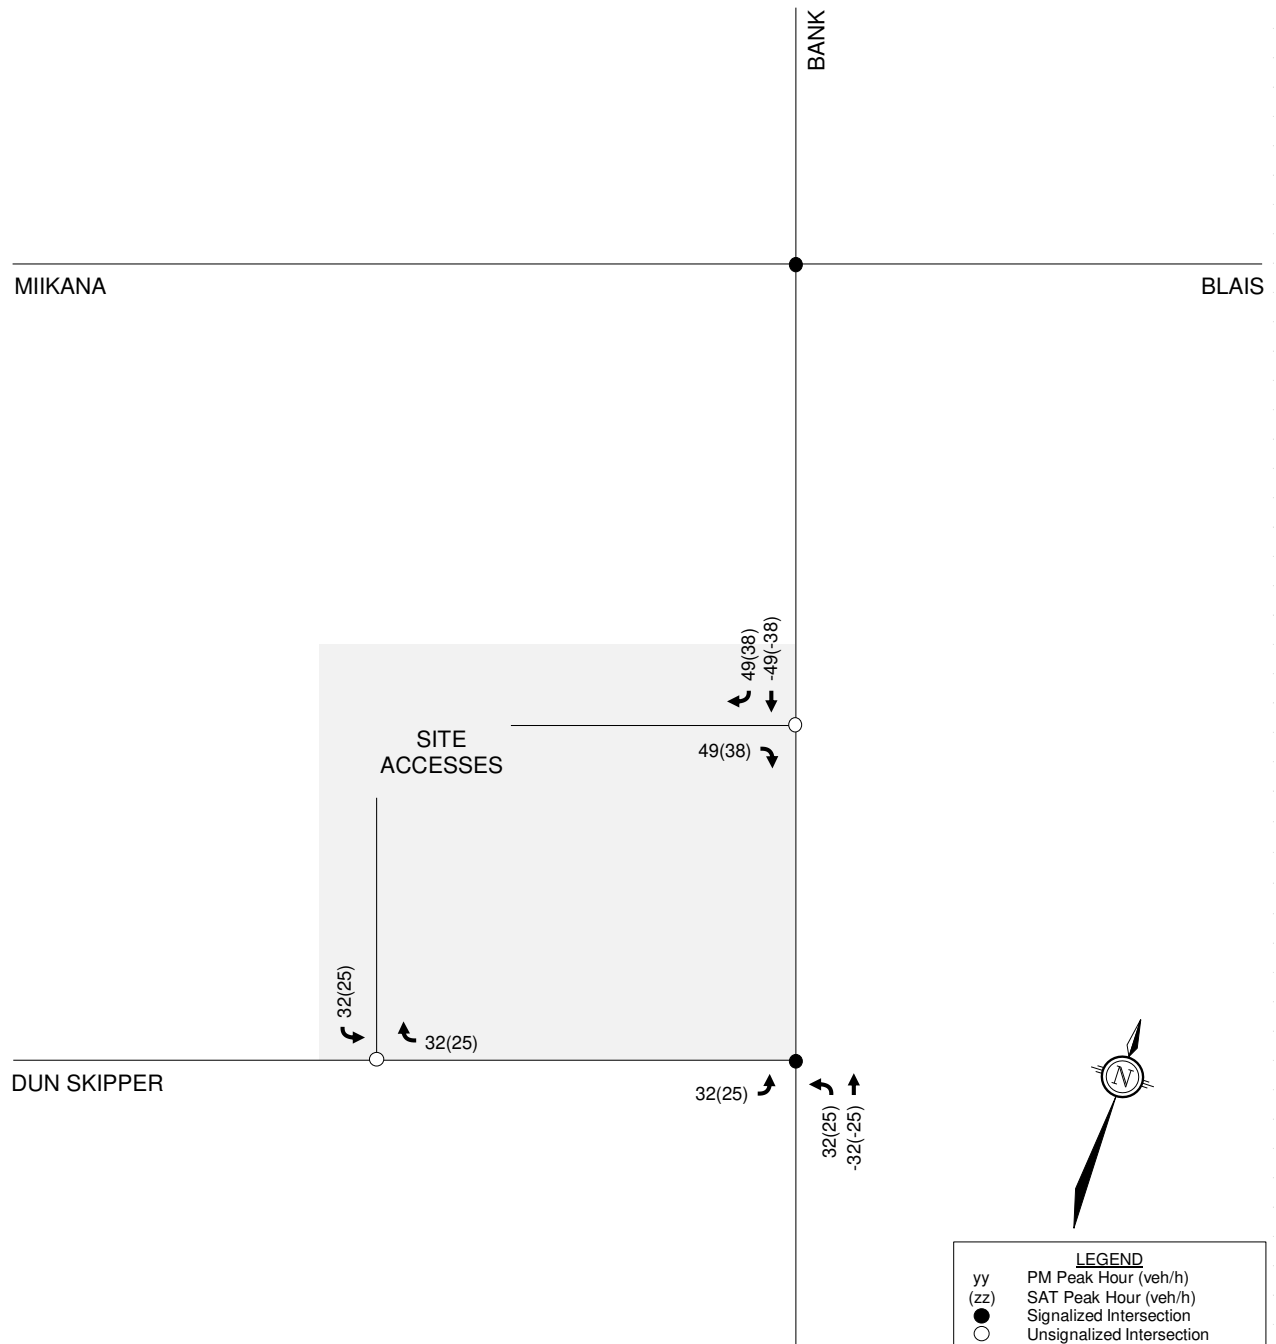 BANK
MIIKANA
BLAIS
49(38)
-49(-38)
SITE
ACCESSES
49(38)
32(25)
32(25)
DUN SKIPPER
32(25)
32(25)
-32(-25)
N
LEGEND
yy PM Peak Hour (veh/h)
(zz) SAT Peak Hour (veh/h)
Signalized Intersection
Unsignalized Intersection